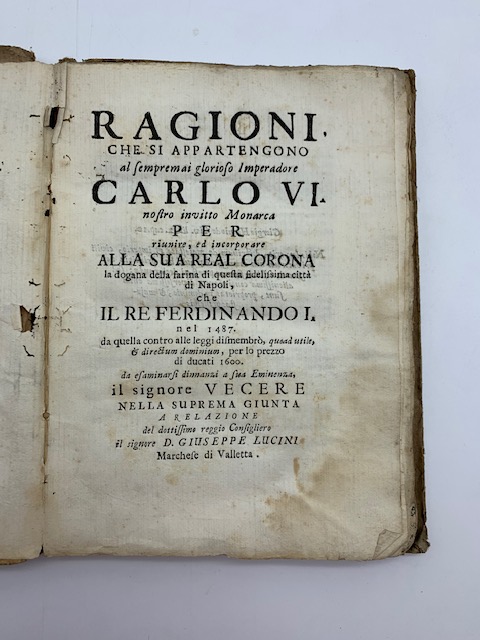 RAGIONI.
CHE SI APPARTENGONO
al sempremai glorioso Imperadore
CARLO VI.
nostro invitto Monarca
PER
riunire, ed incorporare
ALLA SUA REAL CORONA
la dogana della farina di questa fidelissima città
di Napoli,
che
IL RE FERDINANDO I.
nel 1487.
da quella contro alle leggi dismembrò, quoad utile,
& directum dominium, per lo prezzo
di ducati 1600.
da esaminarsi dinnanzi a sua Eminenza,
il signore VECERE
NELLA SUPREMA GIUNTA
A RELAZIONE
del dottissimo reggio Consigliero
il signore D. GIUSEPPE LUCINI
Marchese di Valletta.